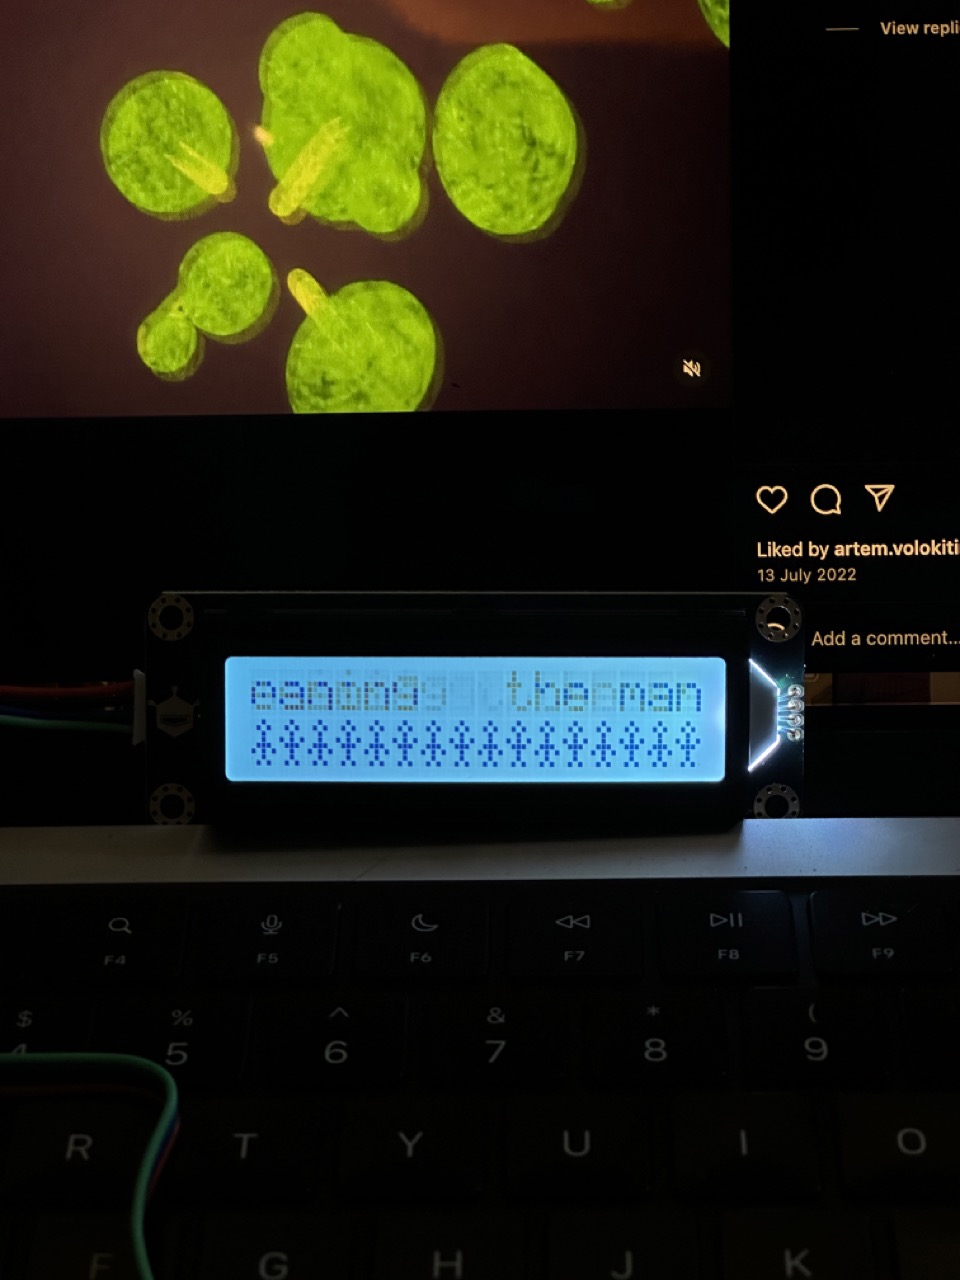 View repli
Liked by artem.volokiti
13 July 2022
Add a comment...
the man
F4 F5 F6 F7 F8 F9
$ % ^ & * (
4 5 6 7 8 9
R T Y U I O
F G H J K